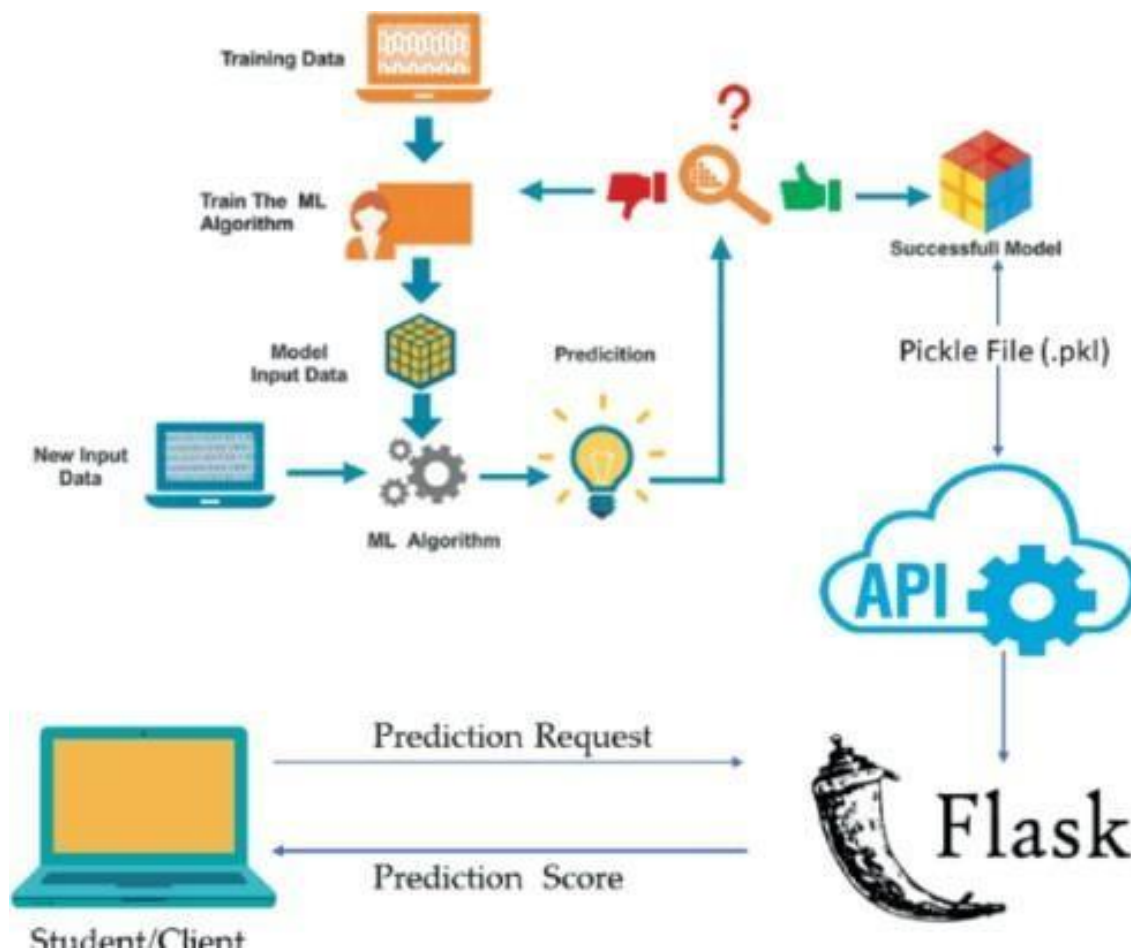 Training Data
?
Train The ML
Algorithm
Successfull Model
Model
Input Data
Predicition
Pickle File (.pkl)
New Input
Data
ML Algorithm
API
Prediction Request
Flask
Prediction Score
Student/Client